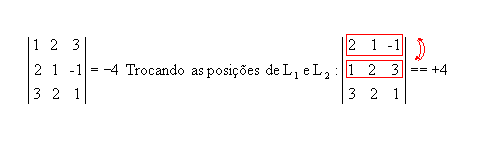 |1 2 3| |2 1 -1|
|2 1 -1| = −4 Trocando as posições de L₁ e L₂ : |1 2 3| == +4
|3 2 1| |3 2 1|